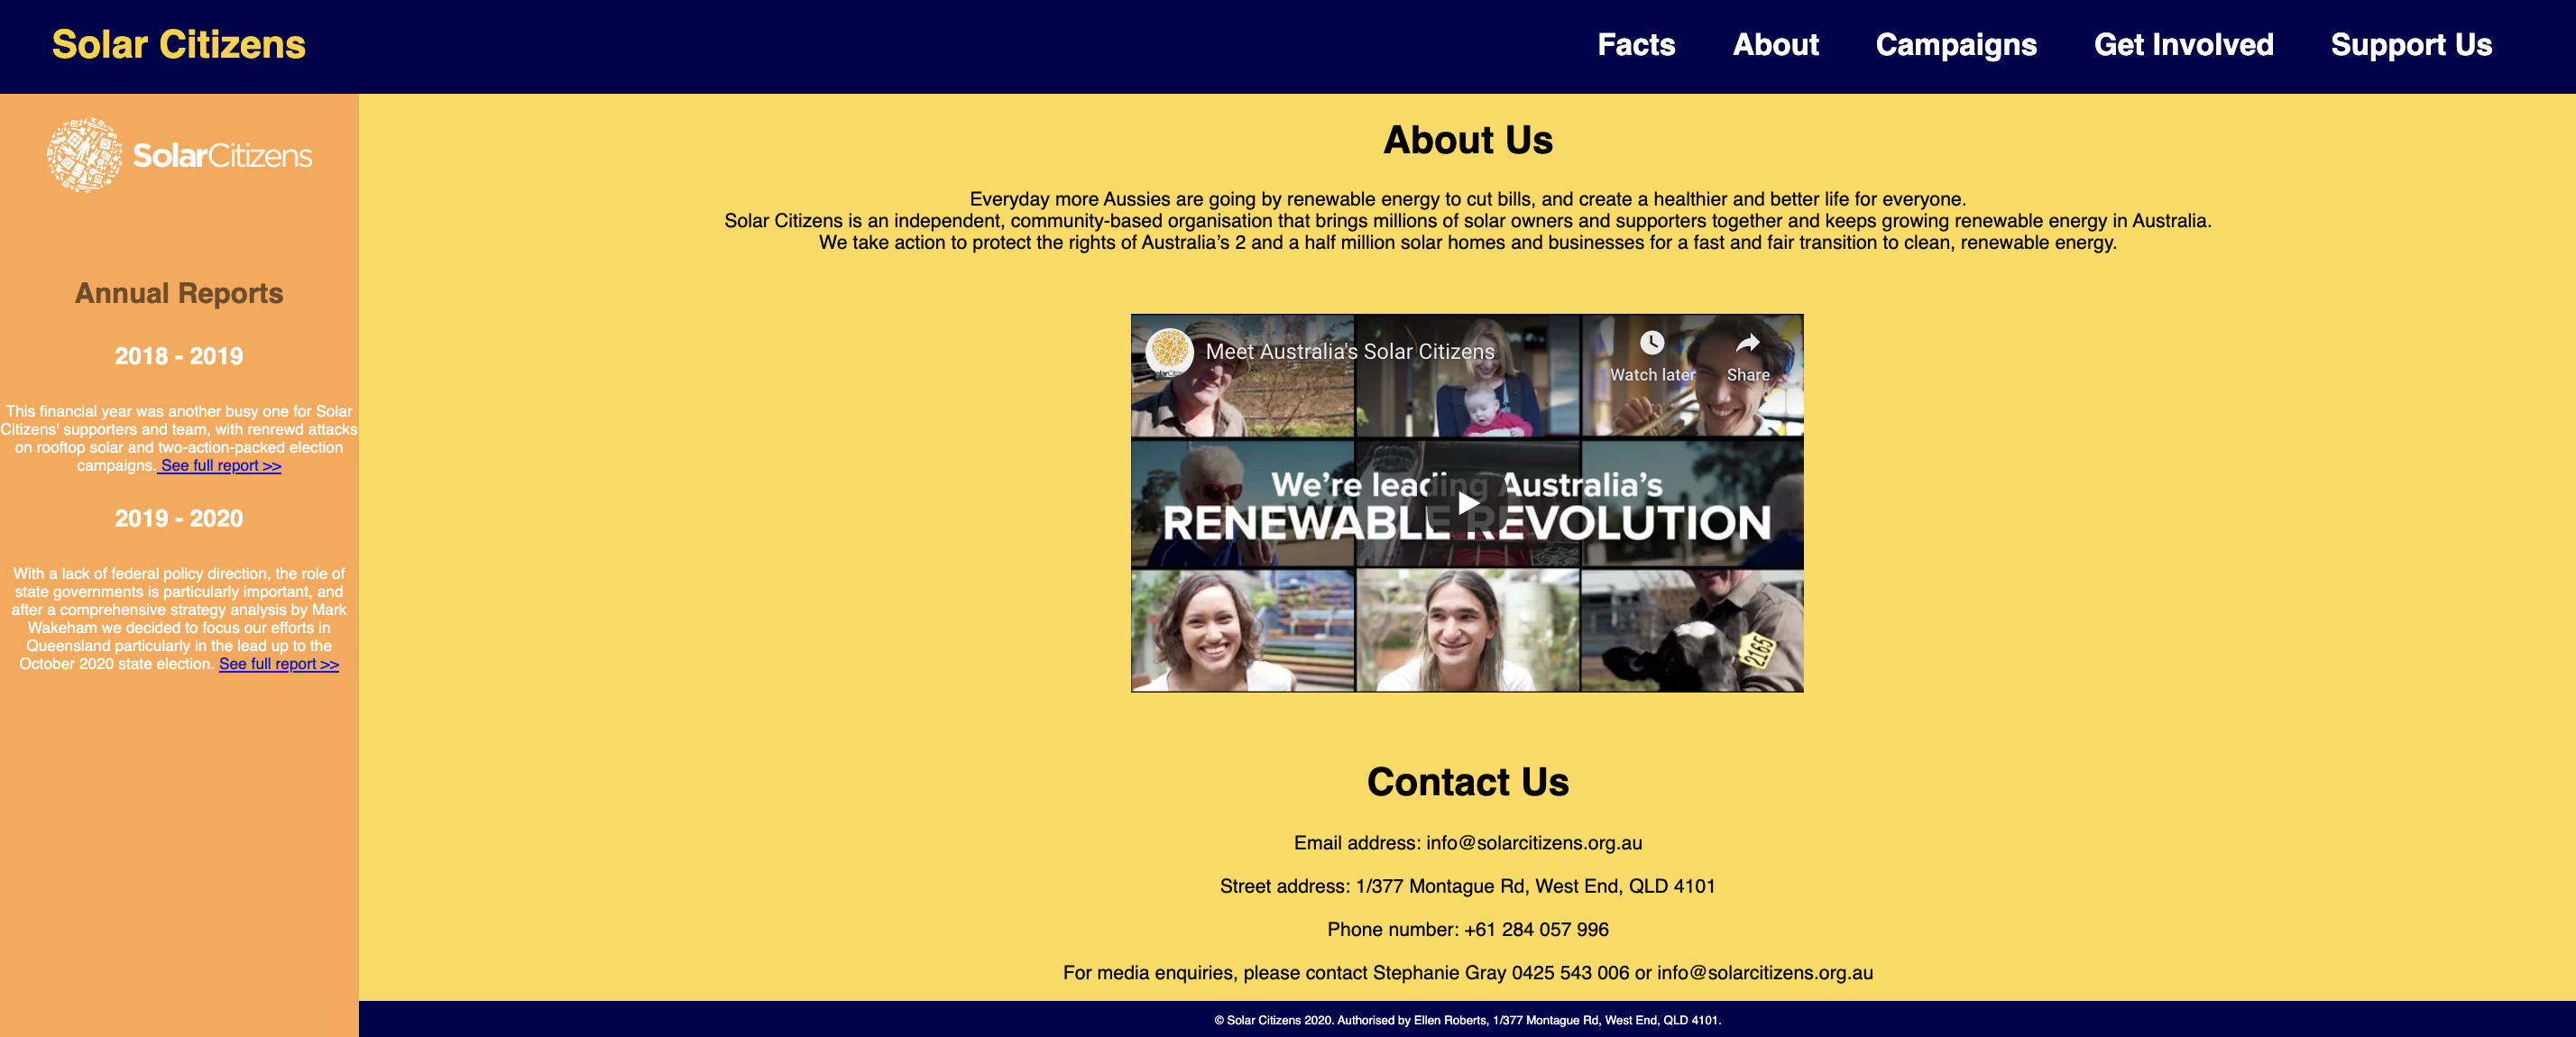 Solar Citizens
Facts About Campaigns Get Involved Support Us
SolarCitizens
Annual Reports
2018 - 2019
This financial year was another busy one for Solar
Citizens' supporters and team, with renrewd attacks
on rooftop solar and two-action-packed election
campaigns. See full report >>
2019 - 2020
With a lack of federal policy direction, the role of
state governments is particularly important, and
after a comprehensive strategy analysis by Mark
Wakeham we decided to focus our efforts in
Queensland particularly in the lead up to the
October 2020 state election. See full report >>
About Us
Everyday more Aussies are going by renewable energy to cut bills, and create a healthier and better life for everyone.
Solar Citizens is an independent, community-based organisation that brings millions of solar owners and supporters together and keeps growing renewable energy in Australia.
We take action to protect the rights of Australia’s 2 and a half million solar homes and businesses for a fast and fair transition to clean, renewable energy.
Meet Australia's Solar Citizens
Watch later Share
We’re leading Australia’s
RENEWABLE REVOLUTION
2165
Contact Us
Email address: info@solarcitizens.org.au
Street address: 1/377 Montague Rd, West End, QLD 4101
Phone number: +61 284 057 996
For media enquiries, please contact Stephanie Gray 0425 543 006 or info@solarcitizens.org.au
© Solar Citizens 2020. Authorised by Ellen Roberts, 1/377 Montague Rd, West End, QLD 4101.